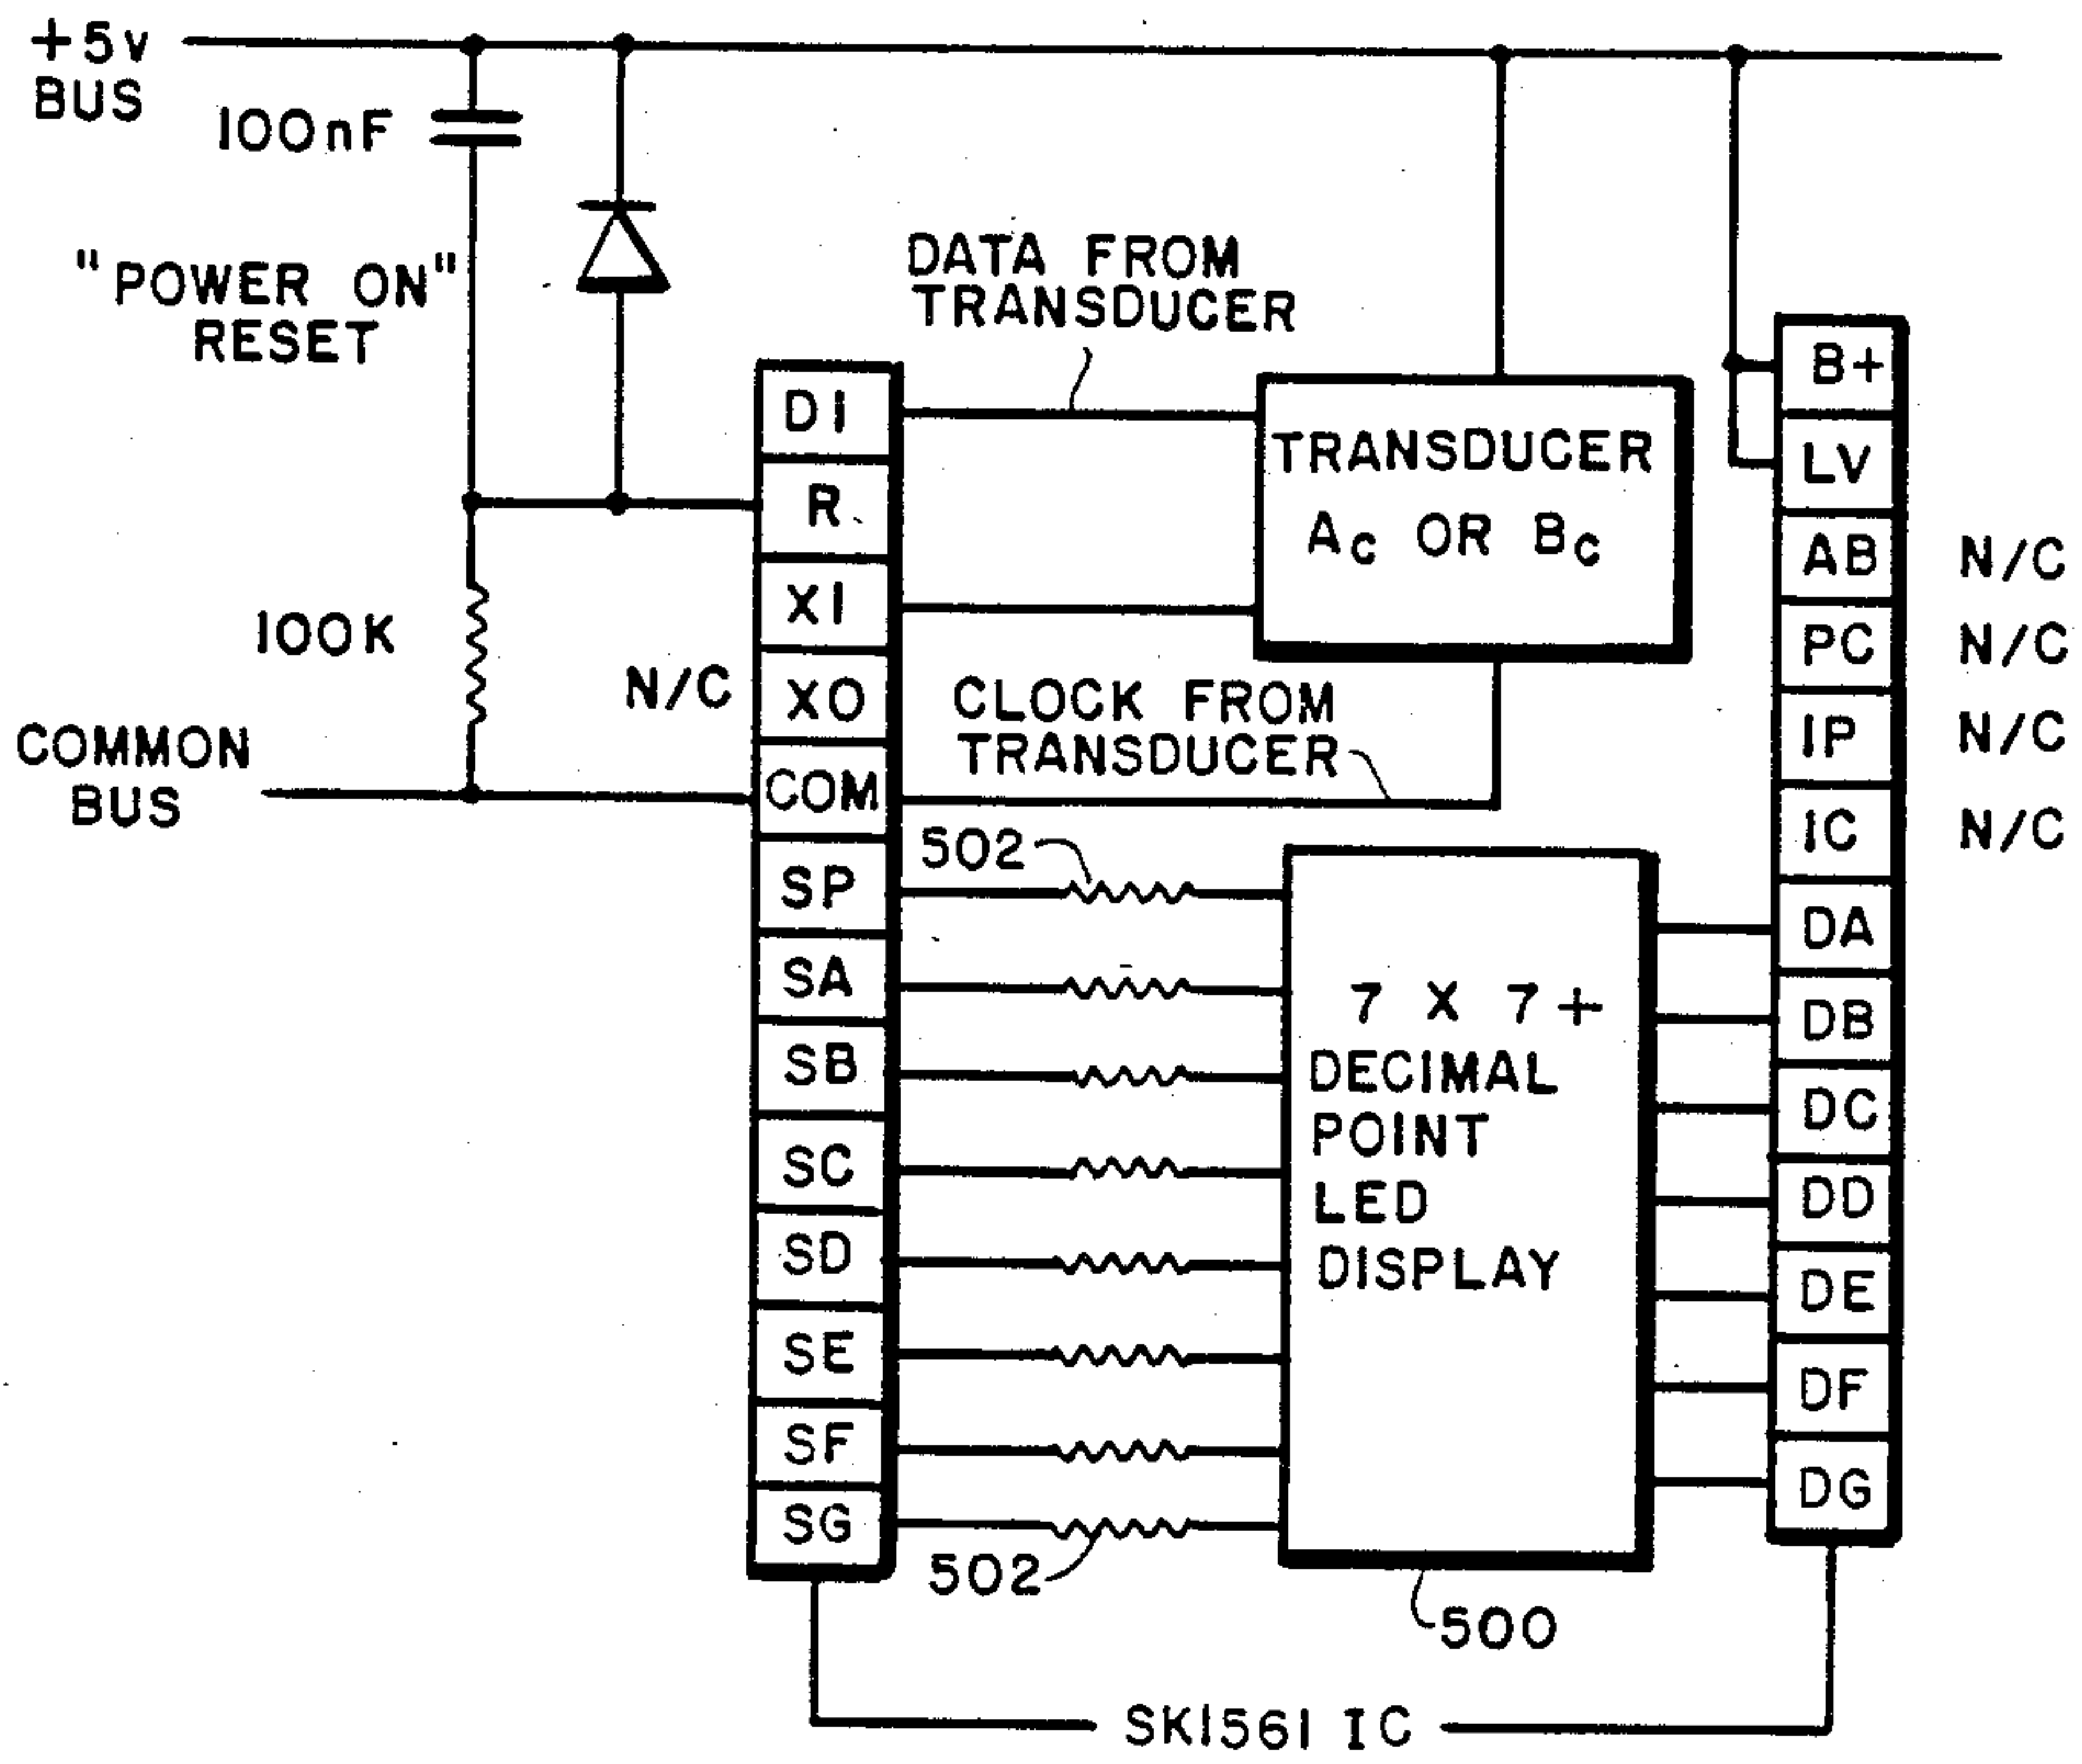 +5v
BUS
100nF
"POWER ON"
RESET
100K
COMMON
BUS
N/C
DATA FROM
TRANSDUCER
CLOCK FROM
TRANSDUCER
TRANSDUCER
AC OR BC
DI
R
XI
XO
COM
SP
SA
SB
SC
SD
SE
SF
SG
502
502
7 X 7+
DECIMAL
POINT
LED
DISPLAY
500
B+
LV
AB N/C
PC N/C
IP N/C
IC N/C
DA
DB
DC
DD
DE
DF
DG
SK1561 IC